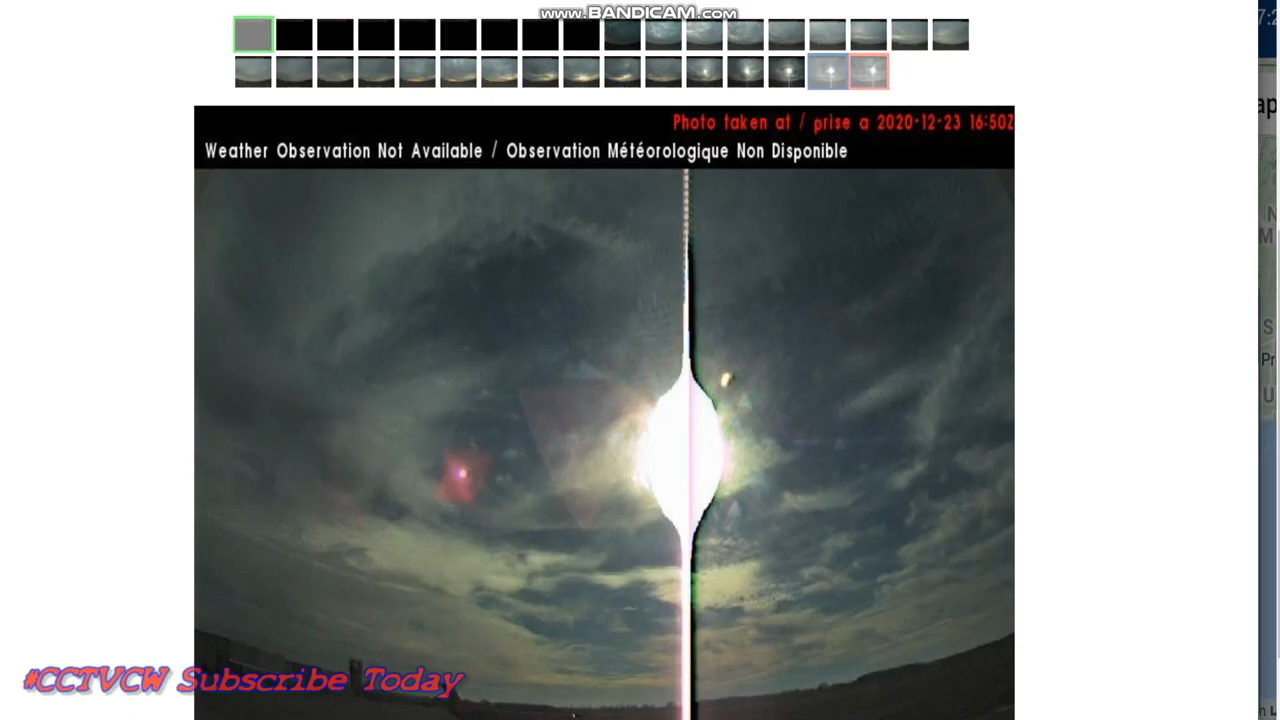 www.BANDICAM.com
Photo taken at / prise a 2020-12-23 16:50Z
Weather Observation Not Available / Observation Météorologique Non Disponible
#CCTVCW Subscribe Today